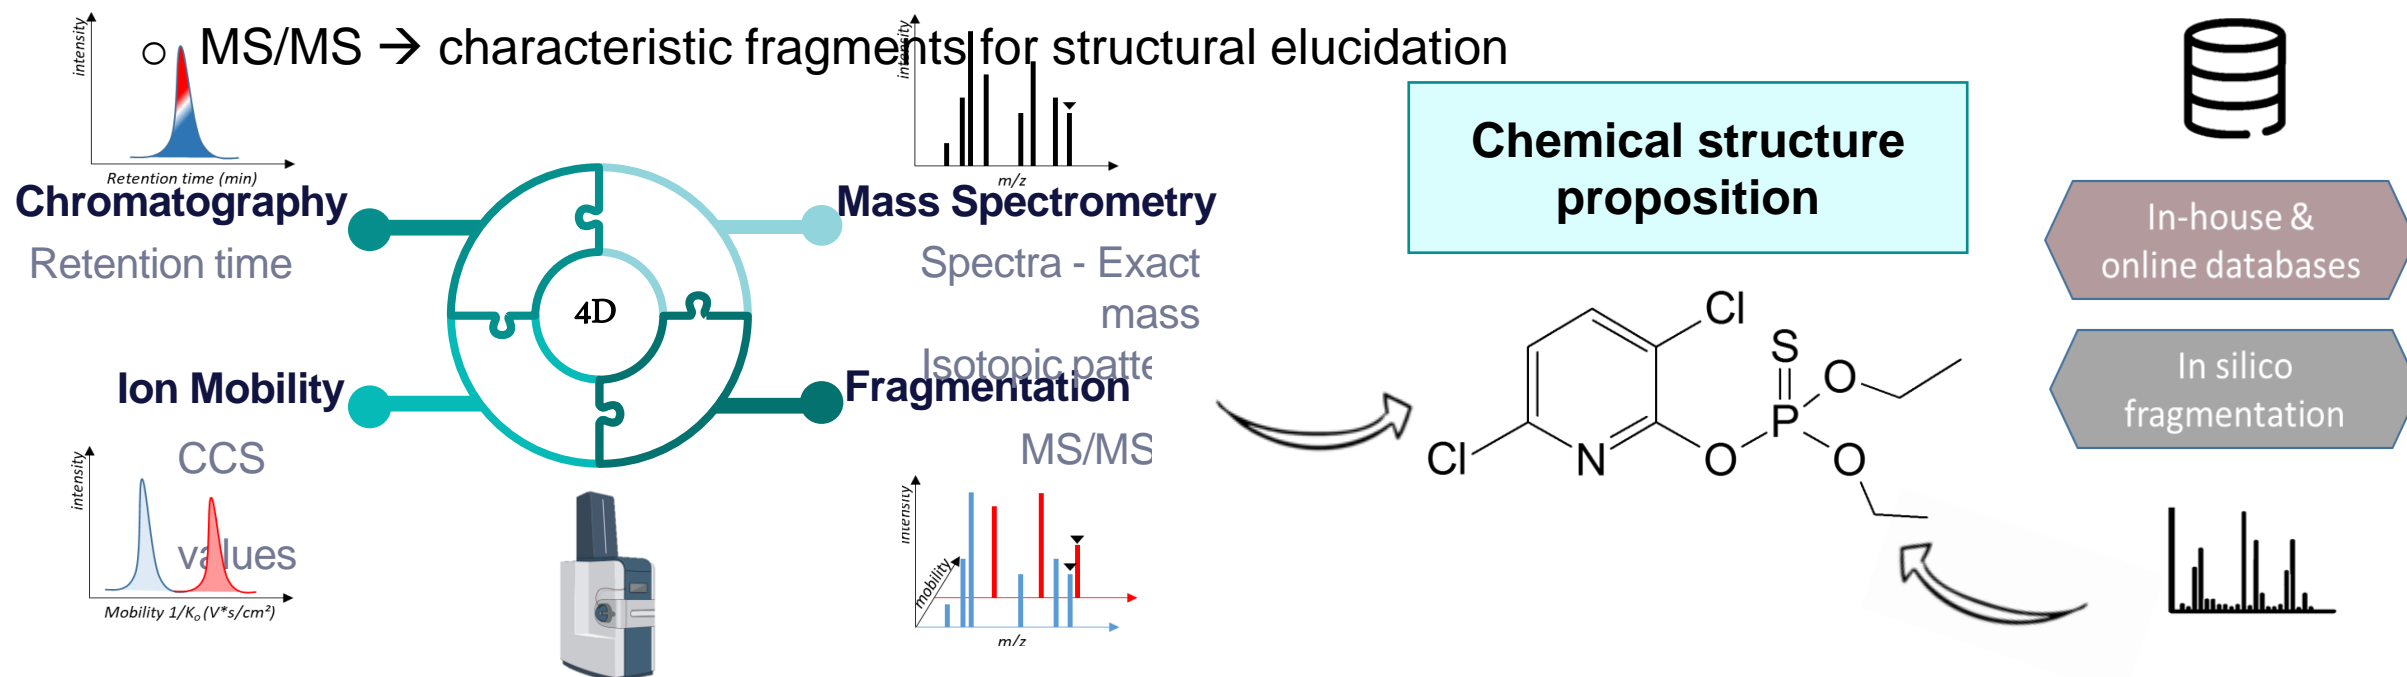 ○ MS/MS → characteristic fragments for structural elucidation
intensity
Retention time (min)
Chromatography
Retention time
intensity
m/z
Mass Spectrometry
Spectra - Exact
mass
Isotopic patte
4D
Ion Mobility
CCS
values
intensity
Mobility 1/K₀ (V*s/cm²)
Fragmentation
MS/MS
intensity
mobility
m/z
Chemical structure
proposition
Cl
S
O
P
Cl
N
O
O
In-house &
online databases
In silico
fragmentation